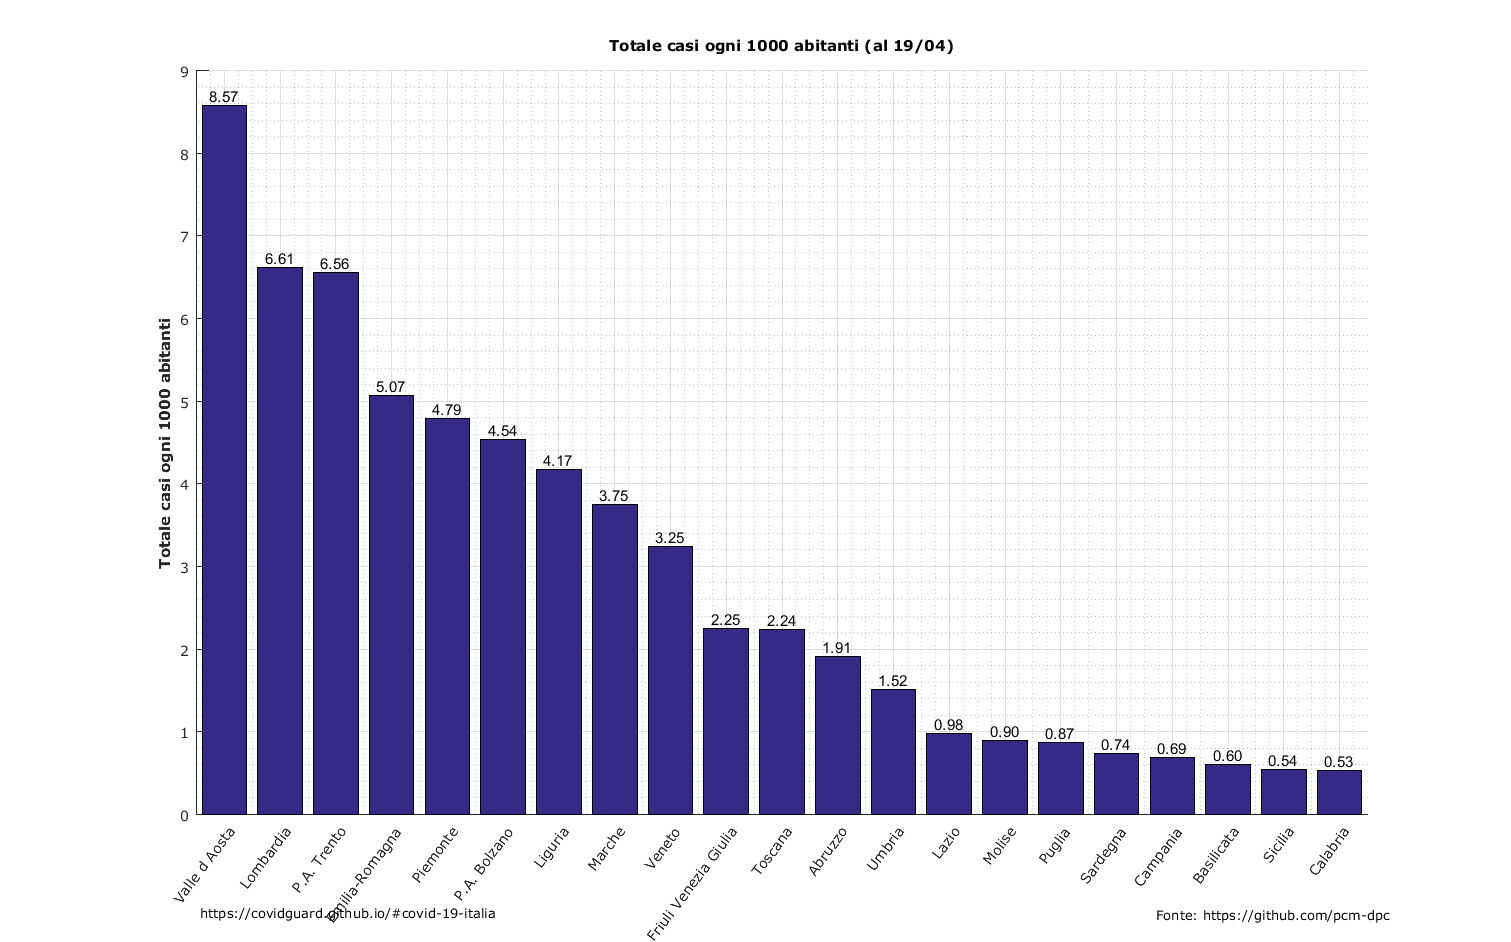 Totale casi ogni 1000 abitanti (al 19/04)
Totale casi ogni 1000 abitanti
9
8
7
6
5
4
3
2
1
0
8.57
6.61
6.56
5.07
4.79
4.54
4.17
3.75
3.25
2.25
2.24
1.91
1.52
0.98
0.90
0.87
0.74
0.69
0.60
0.54
0.53
Valle d Aosta
Lombardia
P.A. Trento
Emilia-Romagna
Piemonte
P.A. Bolzano
Liguria
Marche
Veneto
Friuli Venezia Giulia
Toscana
Abruzzo
Umbria
Lazio
Molise
Puglia
Sardegna
Campania
Basilicata
Sicilia
Calabria
https://covidguard.github.io/#covid-19-italia
Fonte: https://github.com/pcm-dpc